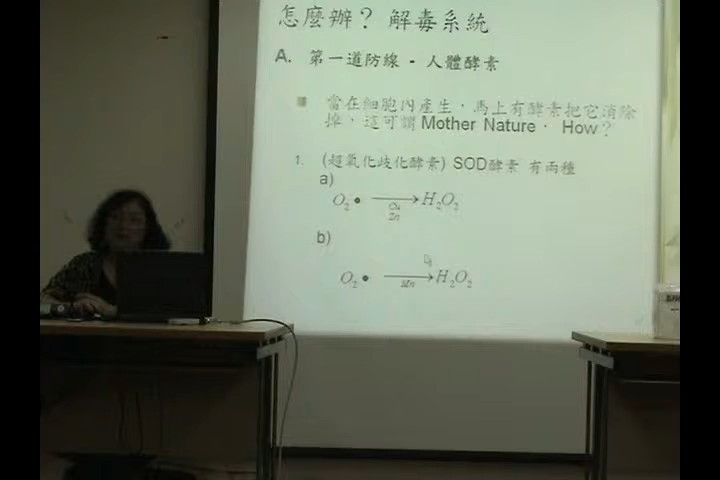 怎麼辦? 解毒系統
A. 第一道防線 - 人體酵素
當在細胞內產生，馬上有酵素把它消除
掉，這可謂 Mother Nature. How?
1. (超氧化歧化酵素) SOD酵素 有兩種
a)
O₂• ⟶ H₂O₂
Cu
Zn
b)
O₂• ⟶ H₂O₂
Mn